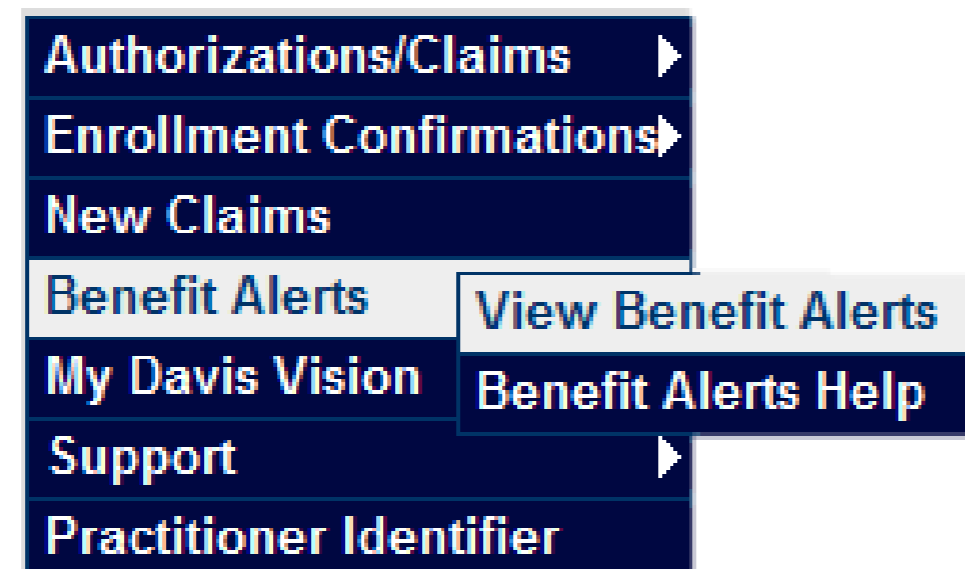 Authorizations/Claims
Enrollment Confirmations
New Claims
Benefit Alerts
View Benefit Alerts
My Davis Vision
Benefit Alerts Help
Support
Practitioner Identifier